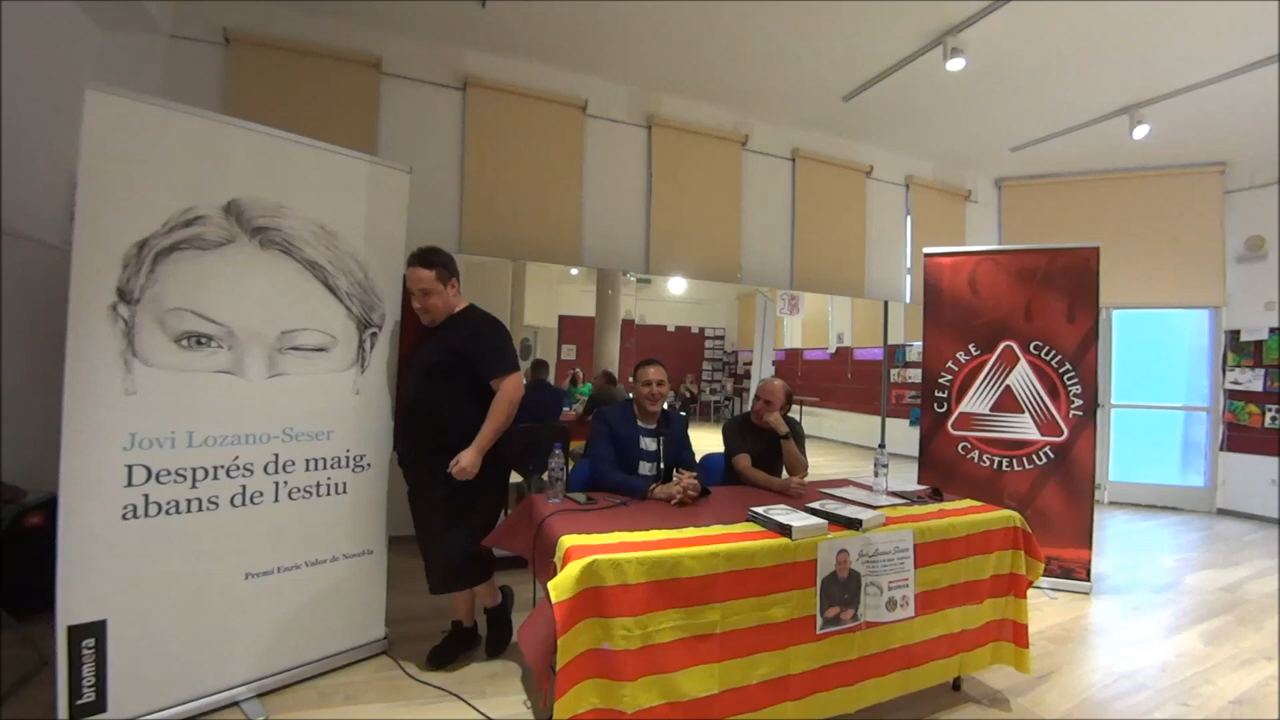 Jovi Lozano-Seser
Després de maig,
abans de l'estiu
Premi Enric Valor de Novel·la
bromera
CENTRE CULTURAL
CASTELLUT
Jovi Lozano-Seser
bromera